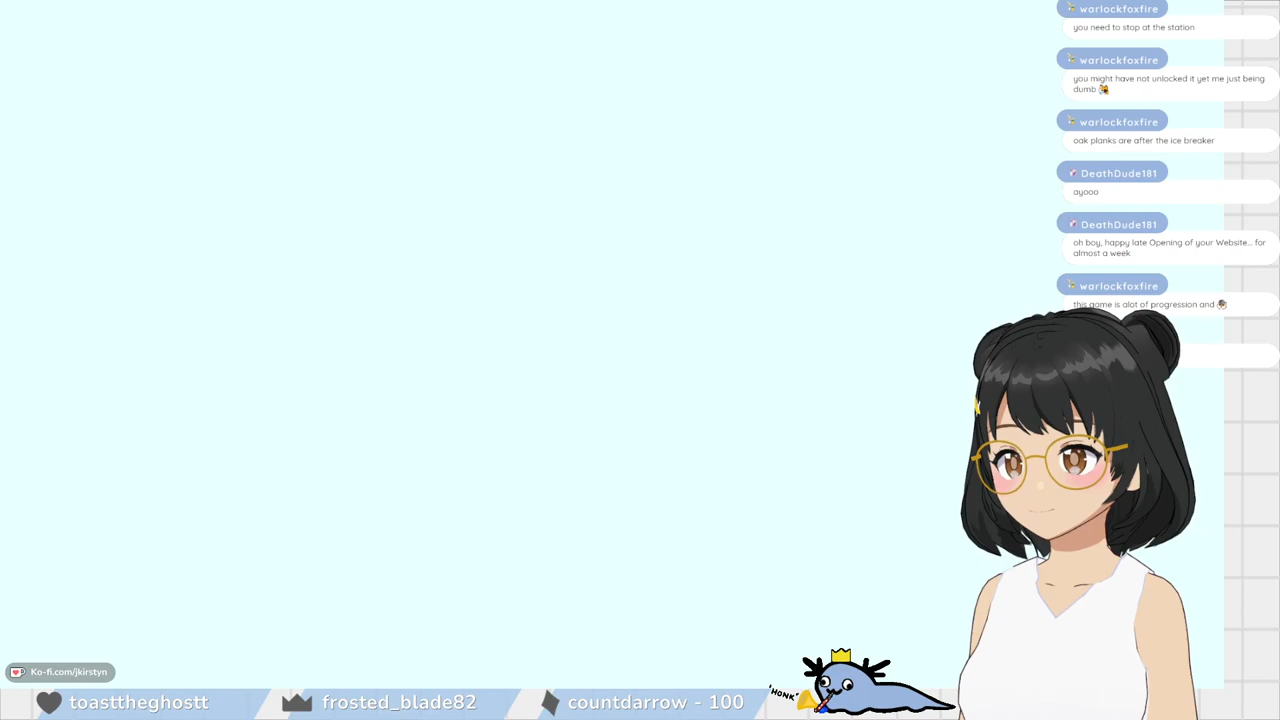 warlockfoxfire
you need to stop at the station
warlockfoxfire
you might have not unlocked it yet me just being
dumb
warlockfoxfire
oak planks are after the ice breaker
DeathDude181
ayooo
DeathDude181
oh boy, happy late Opening of your Website... for
almost a week
warlockfoxfire
this game is alot of progression and
"HONK"
Ko-fi.com/jkirstyn
toasttheghostt
frosted_blade82
countdarrow - 100